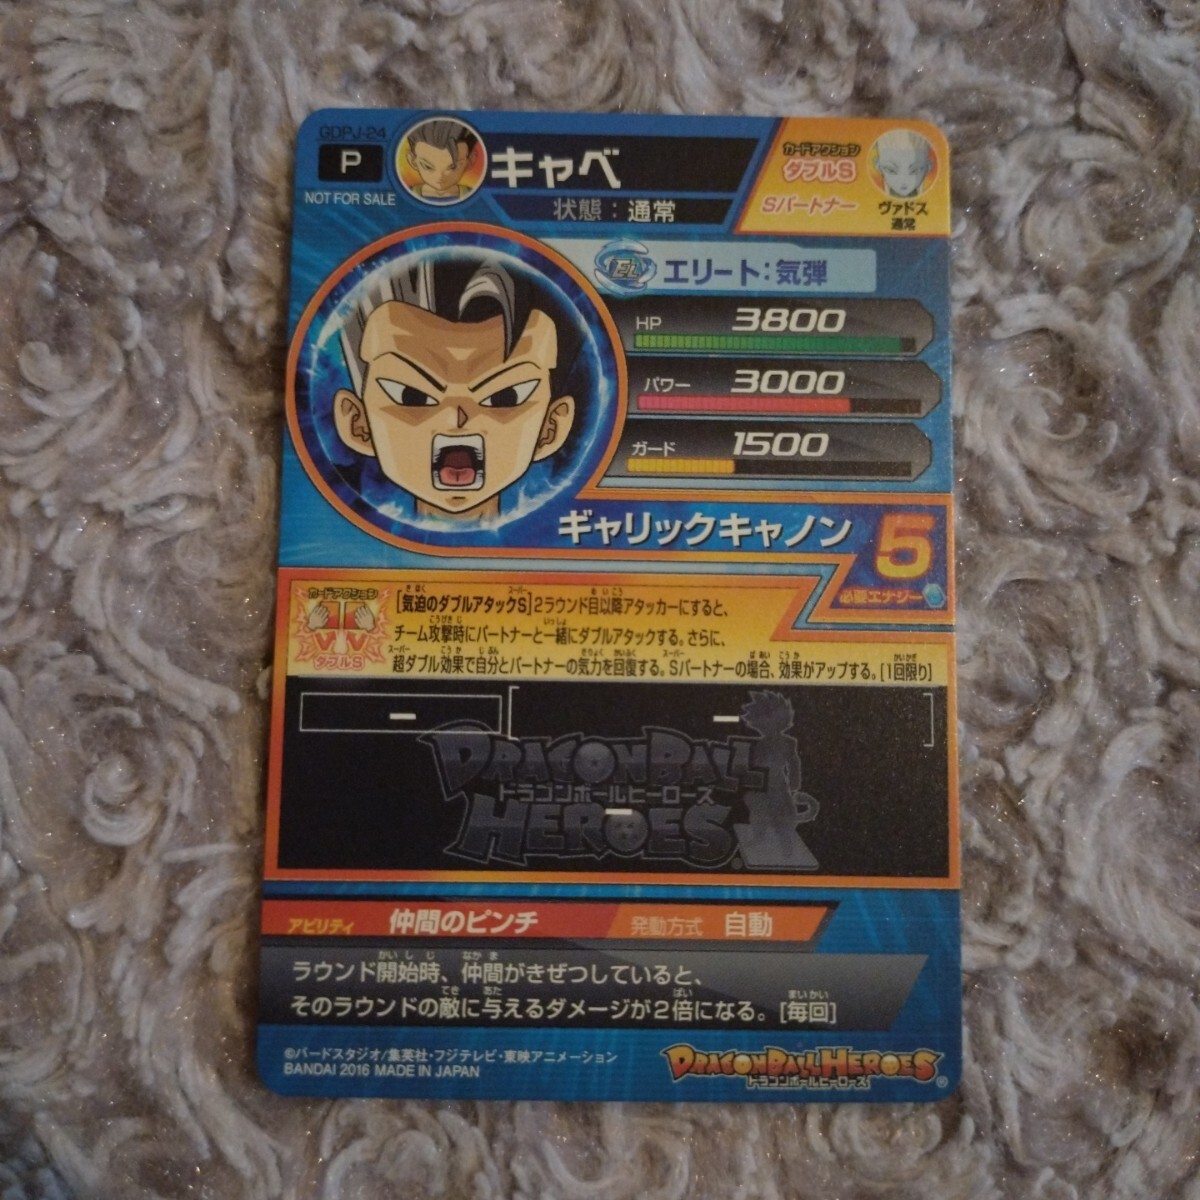 GDPJ-24
P
NOT FOR SALE
キャベ
状態：通常
カードアクション
ダブルS
Sパートナー
ヴァドス
通常
EL エリート：気弾
HP 3800
パワー 3000
ガード 1500
ギャリックキャノン
5
必要エナジー
カードアクション
ダブルS
[気迫のダブルアタックS]2ラウンド目以降アタッカーにすると、
チーム攻撃時にパートナーと一緒にダブルアタックする。さらに、
超ダブル効果で自分とパートナーの気力を回復する。Sパートナーの場合、効果がアップする。[1回限り]
ー [ ー ]
DRAGONBALL
ドラゴンボールヒーローズ
ー
HEROES
アビリティ 仲間のピンチ 発動方式 自動
ラウンド開始時、仲間がきぜつしていると、
そのラウンドの敵に与えるダメージが2倍になる。[毎回]
©バードスタジオ/集英社・フジテレビ・東映アニメーション
BANDAI 2016 MADE IN JAPAN
DRAGONBALL HEROES
ドラゴンボールヒーローズ